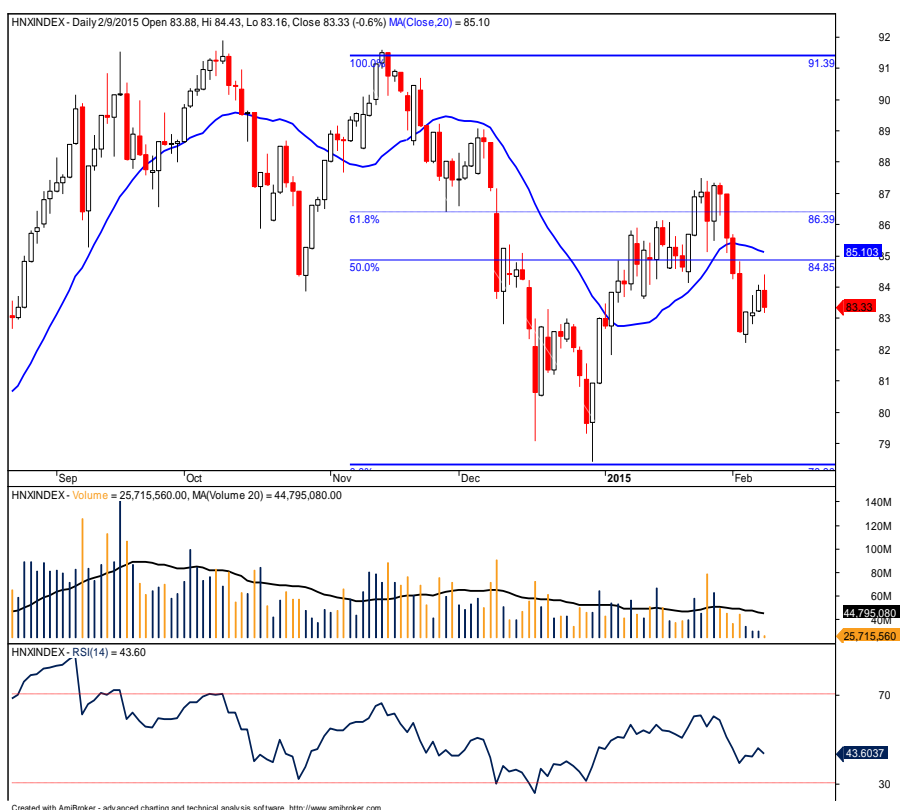 HNXINDEX - Daily 2/9/2015 Open 83.88, Hi 84.43, Lo 83.16, Close 83.33 (-0.6%) MA(Close,20) = 85.10
92
100.0% 91.39
91
90
89
88
87
61.8% 86.39
86
85.103
85
50.0% 84.85
84
83.33
83
82
81
80
79
Sep Oct Nov Dec 2015 Feb
HNXINDEX - Volume = 25,715,560.00, MA(Volume 20) = 44,795,080.00
140M
120M
100M
80M
60M
44,795,080
40M
25,715,560
HNXINDEX - RSI(14) = 43.60
70
43.6037
30
Created with AmiBroker - advanced charting and technical analysis software. http://www.amibroker.com